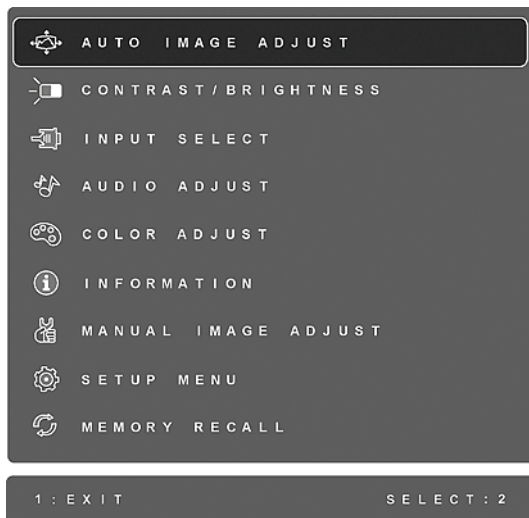 AUTO IMAGE ADJUST
CONTRAST/BRIGHTNESS
INPUT SELECT
AUDIO ADJUST
COLOR ADJUST
INFORMATION
MANUAL IMAGE ADJUST
SETUP MENU
MEMORY RECALL
1:EXIT SELECT:2